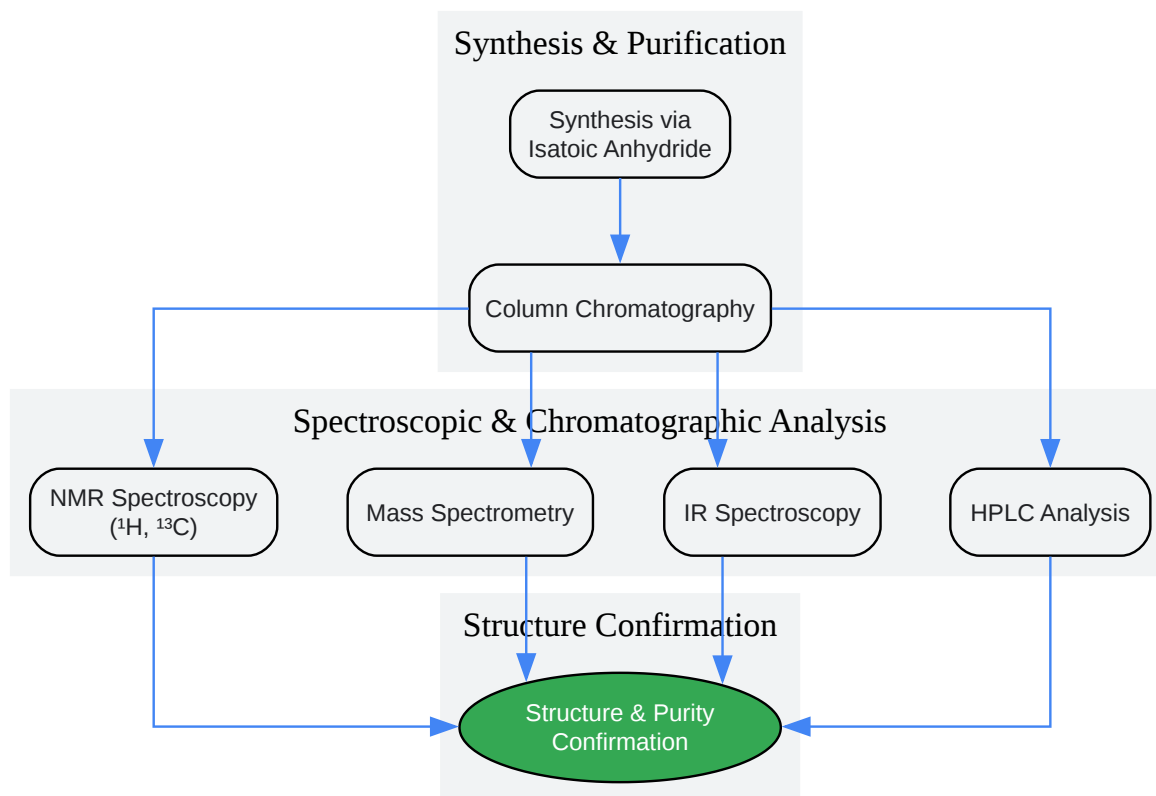 Synthesis & Purification
Synthesis via
Isatoic Anhydride
Column Chromatography
Spectroscopic & Chromatographic Analysis
NMR Spectroscopy
(¹H, ¹³C)
Mass Spectrometry
IR Spectroscopy
HPLC Analysis
Structure Confirmation
Structure & Purity
Confirmation